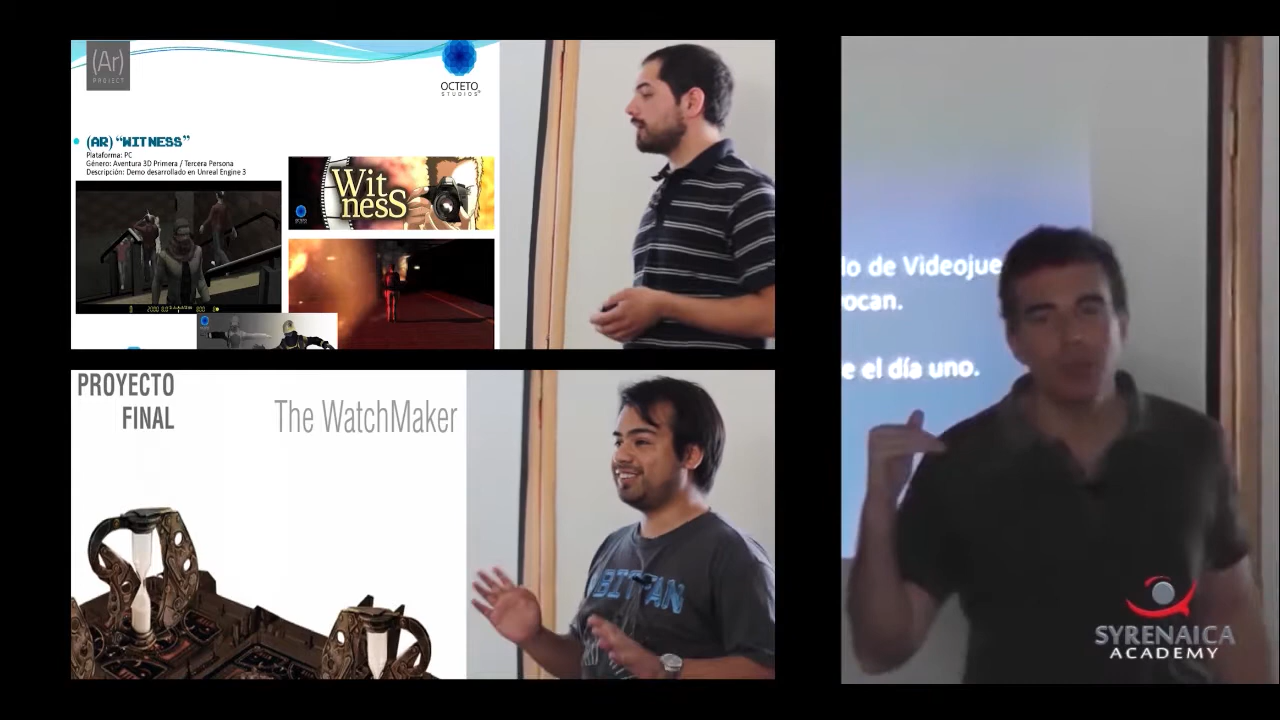 (Ar)
PROJECT
OCTETO
STUDIOS
(AR) “WITNESS”
Plataforma: PC
Género: Aventura 3D Primera / Tercera Persona
Descripción: Demo desarrollado en Unreal Engine 3
Wit
nesS
PROYECTO
FINAL
The WatchMaker
lo de Videojue
ocan.
e el día uno.
SYRENAICA
ACADEMY